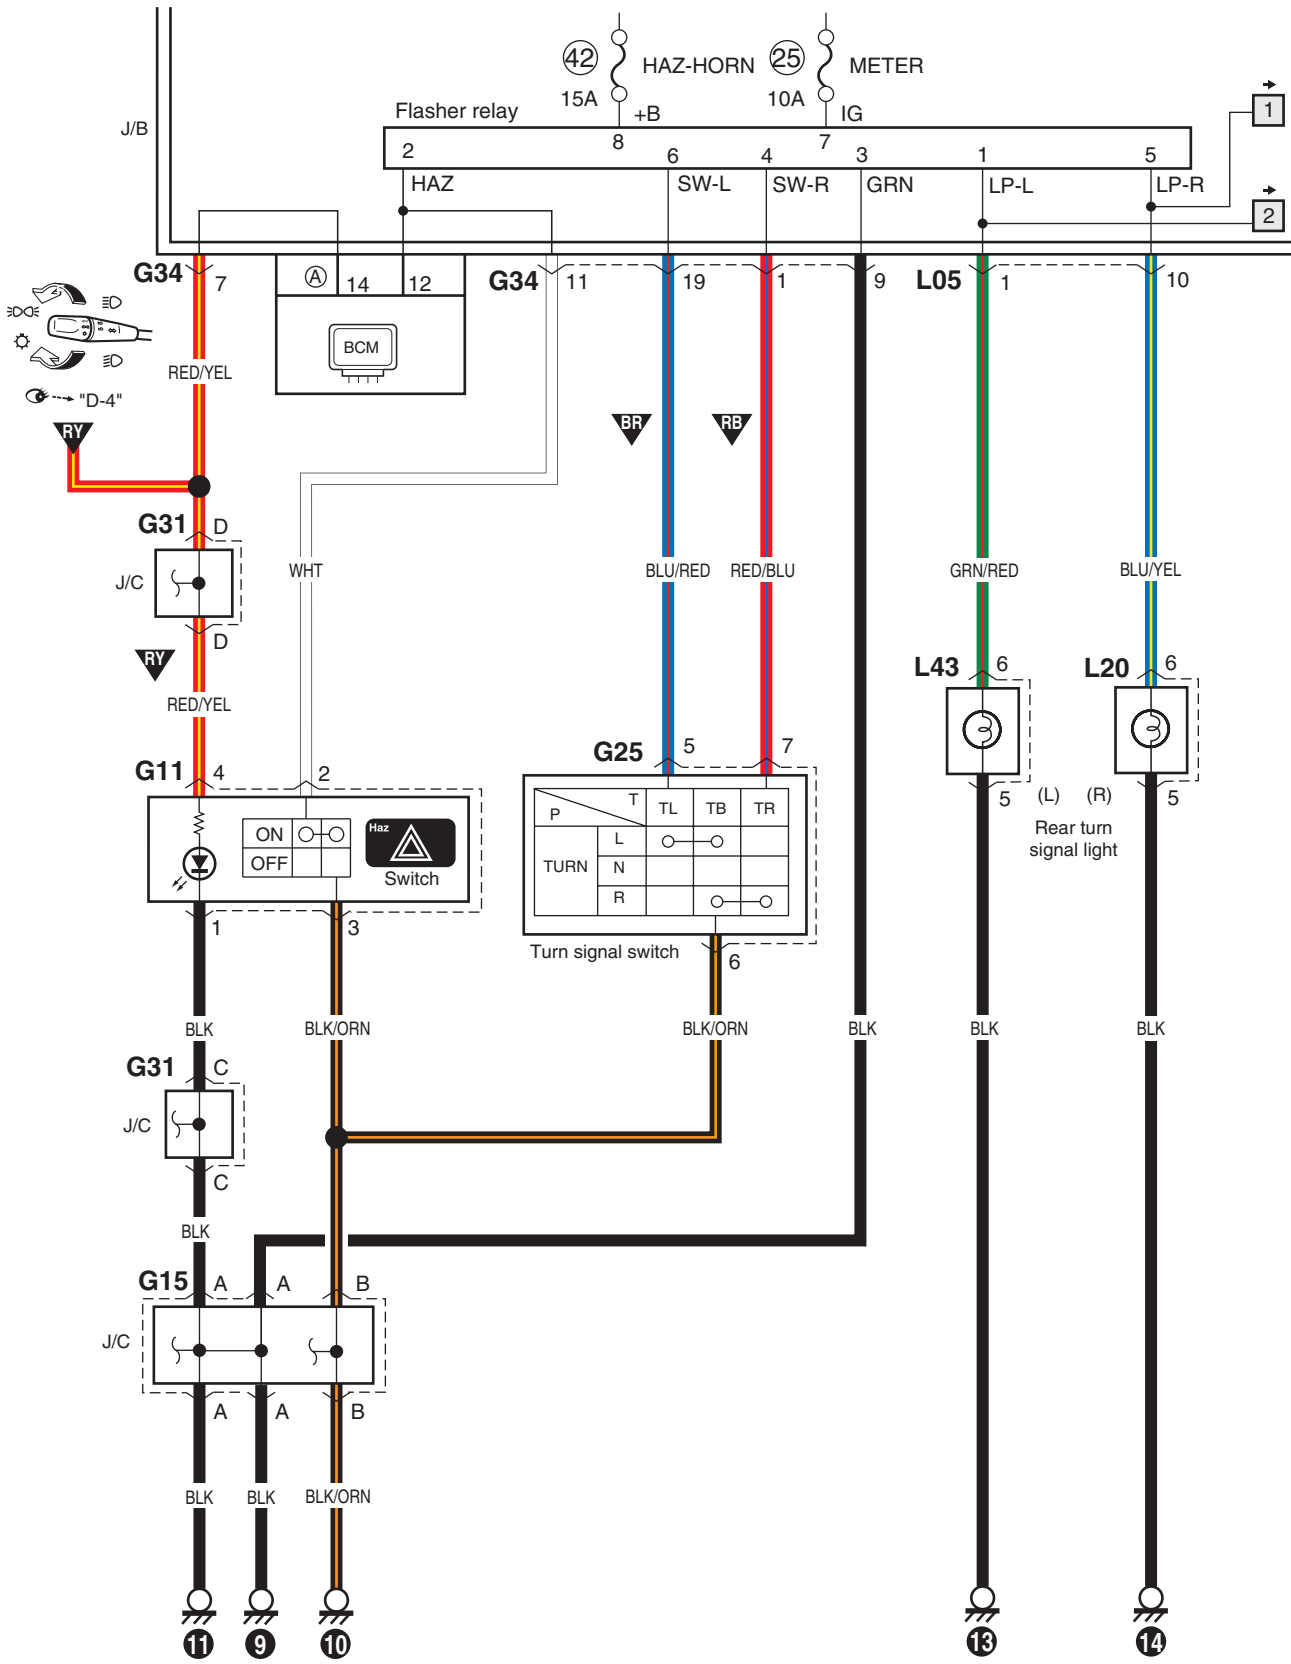 42 HAZ-HORN 25 METER
15A 10A
1
Flasher relay +B IG
J/B
2 8 6 4 7 3 1 5
HAZ SW-L SW-R GRN LP-L LP-R
2
G34 7 A 14 12 G34 11 19 1 9 L05 1 10
BCM
RED/YEL
"D-4"
RY BR RB
G31 D
J/C WHT BLU/RED RED/BLU GRN/RED BLU/YEL
D
RY L43 6 L20 6
RED/YEL
G11 4 2 G25 5 7
ON Haz
OFF Switch
P T TL TB TR
TURN L
N
R
5 (L) (R) 5
Rear turn
signal light
1 3 Turn signal switch 6
BLK BLK/ORN BLK/ORN BLK BLK BLK
G31 C
J/C
C
BLK
G15 A A B
J/C
A A B
BLK BLK BLK/ORN
11 9 10 13 14